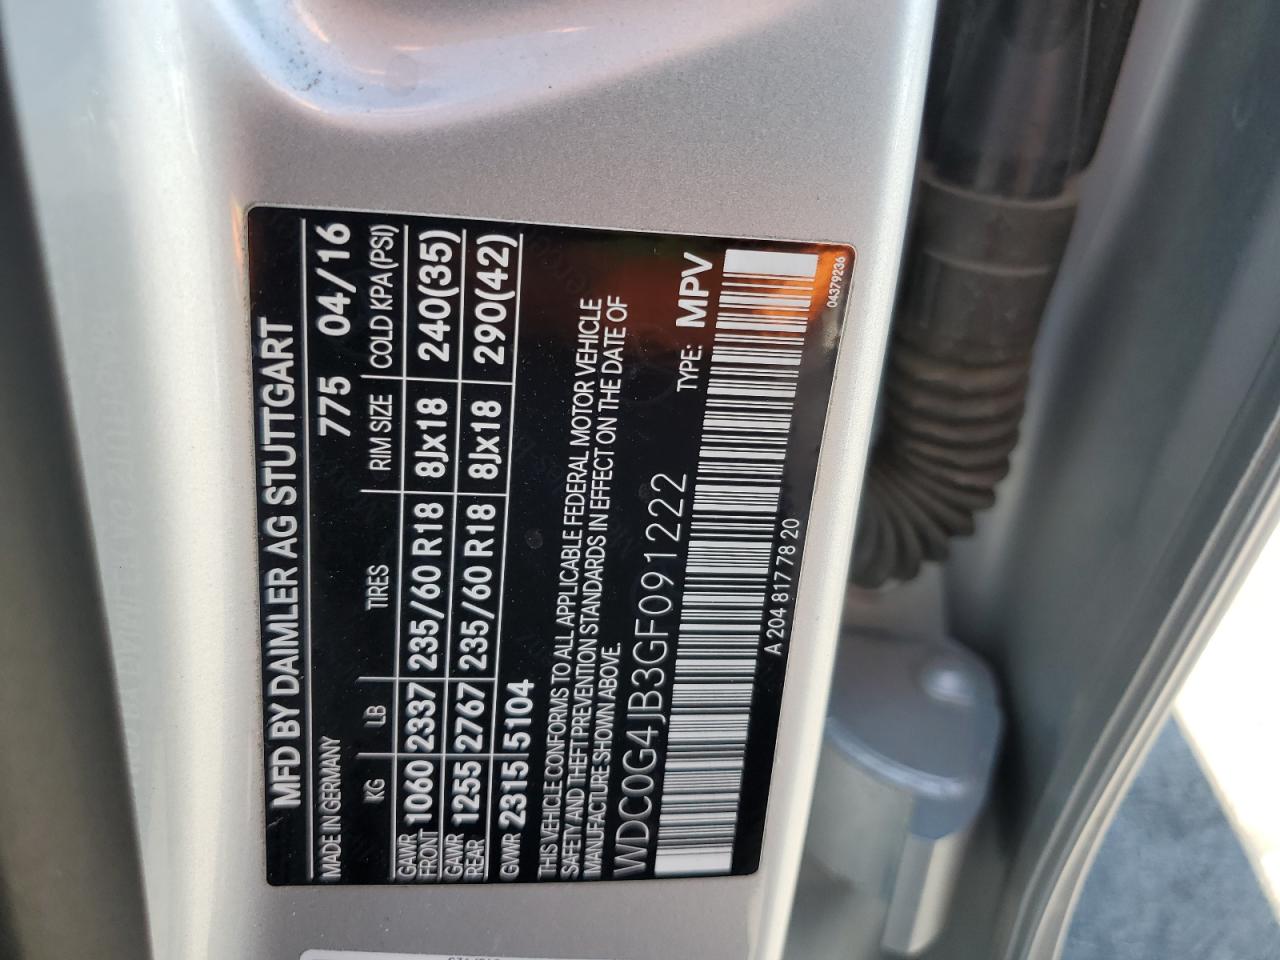 MFD BY DAIMLER AG STUTTGART
MADE IN GERMANY 775 04/16
KG LB TIRES RIM SIZE COLD KPA(PSI)
GAWR FRONT 1060 2337 235/60 R18 8Jx18 240(35)
GAWR REAR 1255 2767 235/60 R18 8Jx18 290(42)
GVWR 2315 5104
THIS VEHICLE CONFORMS TO ALL APPLICABLE FEDERAL MOTOR VEHICLE
SAFETY AND THEFT PREVENTION STANDARDS IN EFFECT ON THE DATE OF
MANUFACTURE SHOWN ABOVE.
WDC0G4JB3GF091222 TYPE: MPV
A 204 817 78 20
04379236